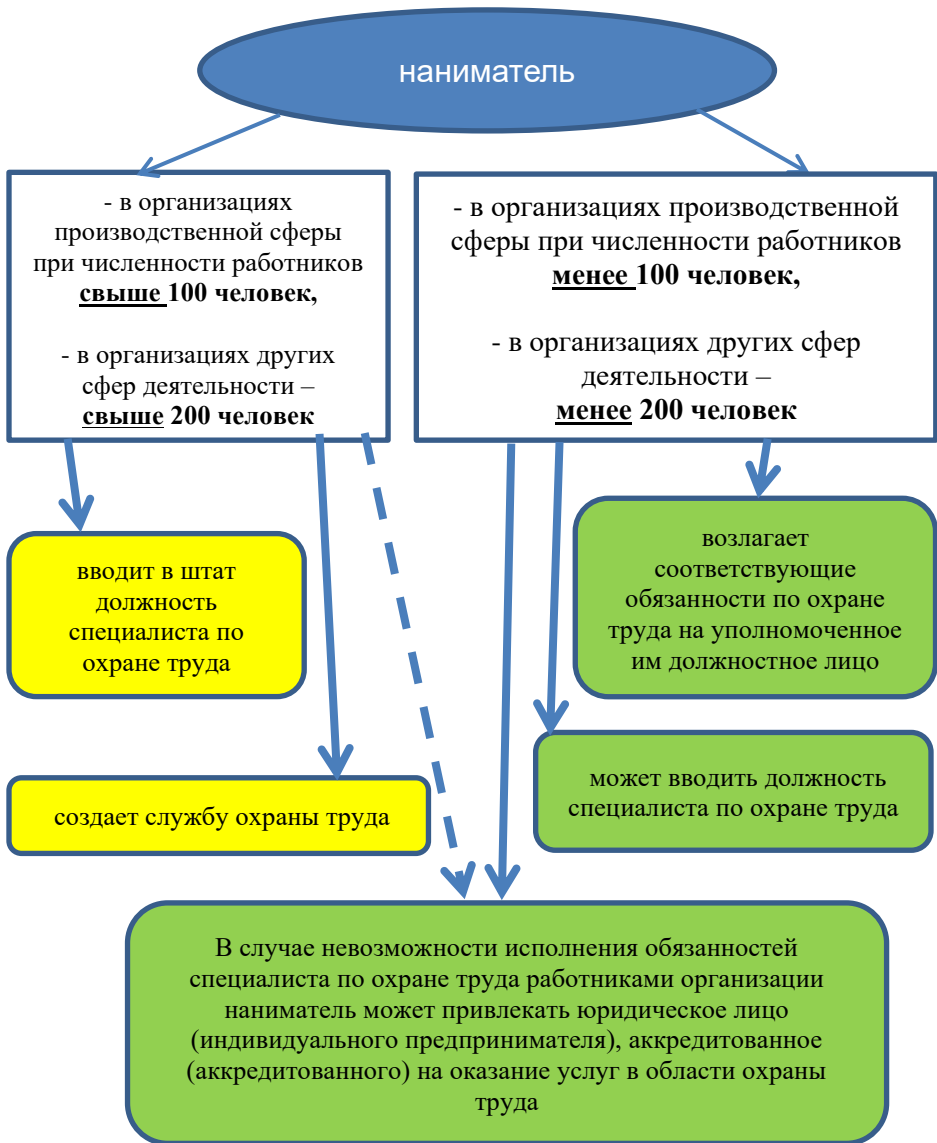 наниматель
- в организациях
производственной сферы
при численности работников
свыше 100 человек,
- в организациях других
сфер деятельности –
свыше 200 человек
- в организациях производственной
сферы при численности работников
менее 100 человек,
- в организациях других сфер
деятельности –
менее 200 человек
вводит в штат
должность
специалиста по
охране труда
возлагает
соответствующие
обязанности по охране
труда на уполномоченное
им должностное лицо
создает службу охраны труда
может вводить должность
специалиста по охране труда
В случае невозможности исполнения обязанностей
специалиста по охране труда работниками организации
наниматель может привлекать юридическое лицо
(индивидуального предпринимателя), аккредитованное
(аккредитованного) на оказание услуг в области охраны
труда